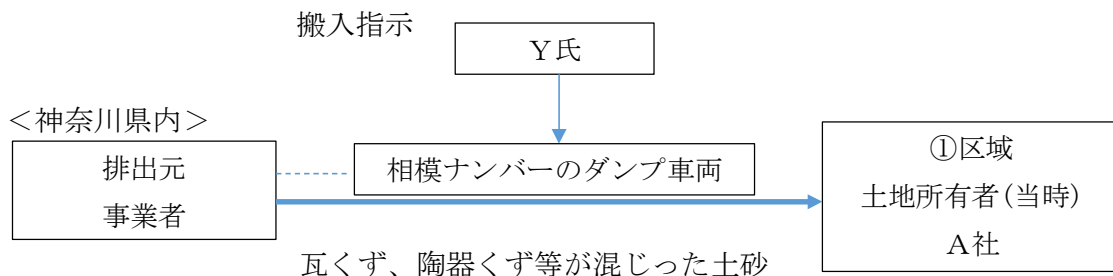 搬入指示
Y氏
＜神奈川県内＞
排出元
事業者
相模ナンバーのダンプ車両
①区域
土地所有者(当時)
A社
瓦くず、陶器くず等が混じった土砂